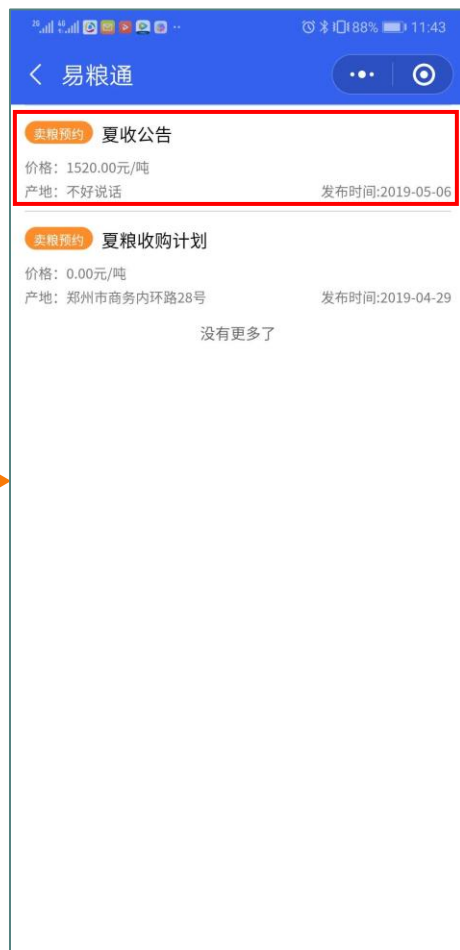 88% 11:43
易粮通
卖粮预约 夏收公告
价格：1520.00元/吨
产地：不好说话 发布时间:2019-05-06
卖粮预约 夏粮收购计划
价格：0.00元/吨
产地：郑州市商务内环路28号 发布时间:2019-04-29
没有更多了